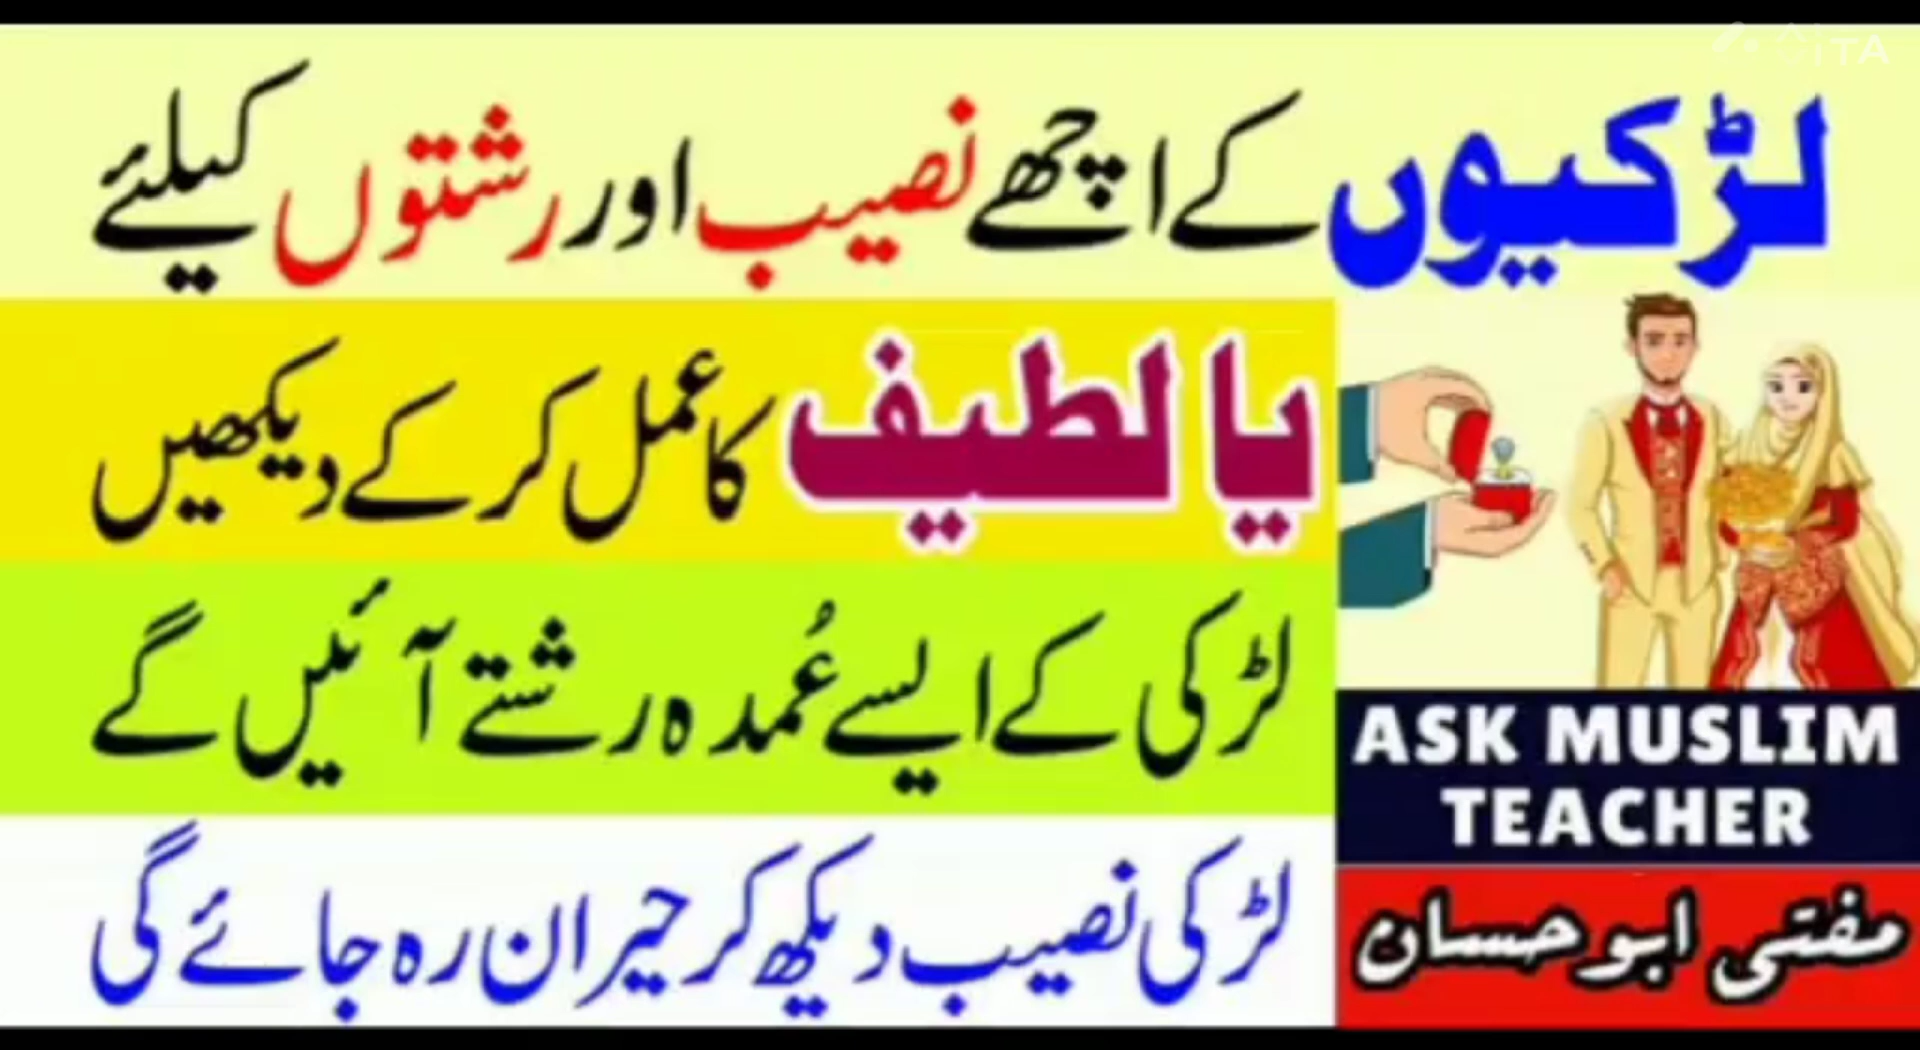 لڑکیوں کے اچھے نصیب اور رشتوں کیلئے
یا لطیف کا عمل کر کے دیکھیں
لڑکی کے ایسے عُمدہ رشتے آئیں گے
لڑکی نصیب دیکھ کر حیران رہ جائے گی
ASK MUSLIM
TEACHER
مفتی ابو حسان